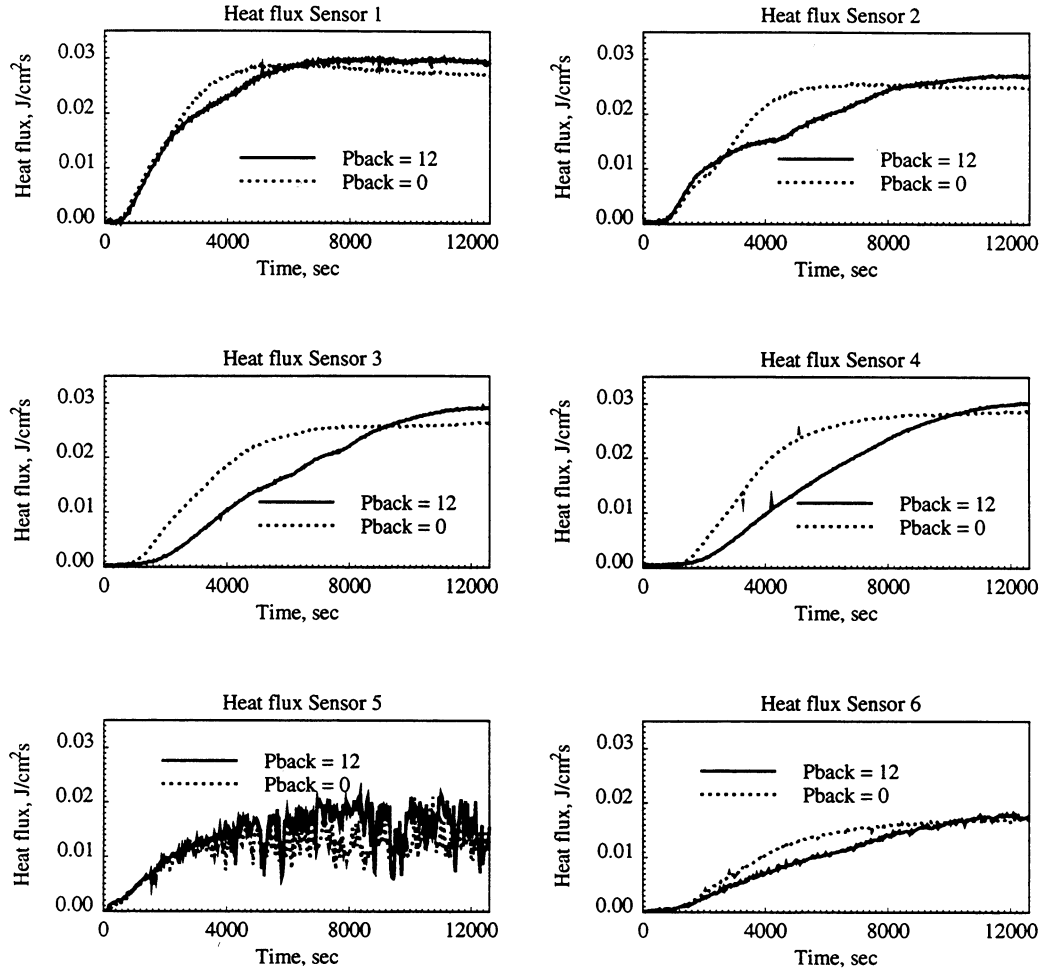 Heat flux Sensor 1
Heat flux, J/cm²s
0.03
0.02
0.01
0.00
Pback = 12
Pback = 0
0 4000 8000 12000
Time, sec
Heat flux Sensor 2
Heat flux, J/cm²s
0.03
0.02
0.01
0.00
Pback = 12
Pback = 0
0 4000 8000 12000
Time, sec
Heat flux Sensor 3
Heat flux, J/cm²s
0.03
0.02
0.01
0.00
Pback = 12
Pback = 0
0 4000 8000 12000
Time, sec
Heat flux Sensor 4
Heat flux, J/cm²s
0.03
0.02
0.01
0.00
Pback = 12
Pback = 0
0 4000 8000 12000
Time, sec
Heat flux Sensor 5
Heat flux, J/cm²s
0.03
0.02
0.01
0.00
Pback = 12
Pback = 0
0 4000 8000 12000
Time, sec
Heat flux Sensor 6
Heat flux, J/cm²s
0.03
0.02
0.01
0.00
Pback = 12
Pback = 0
0 4000 8000 12000
Time, sec